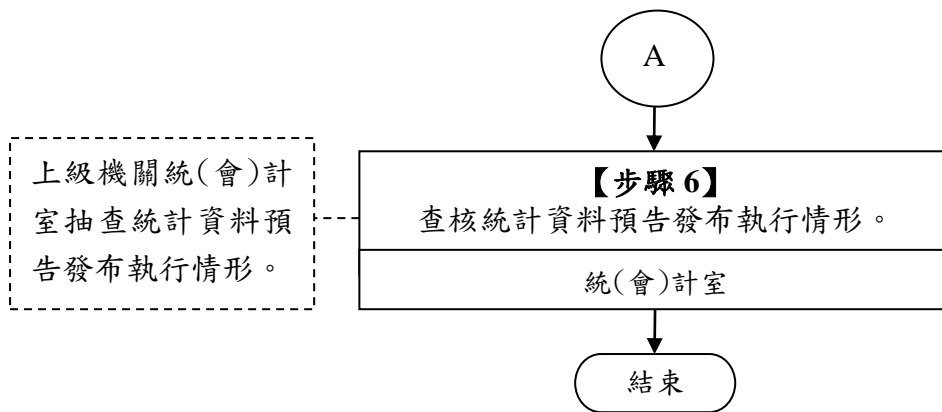 A
上級機關統(會)計
室抽查統計資料預
告發布執行情形。
【步驟 6】
查核統計資料預告發布執行情形。
統(會)計室
結束